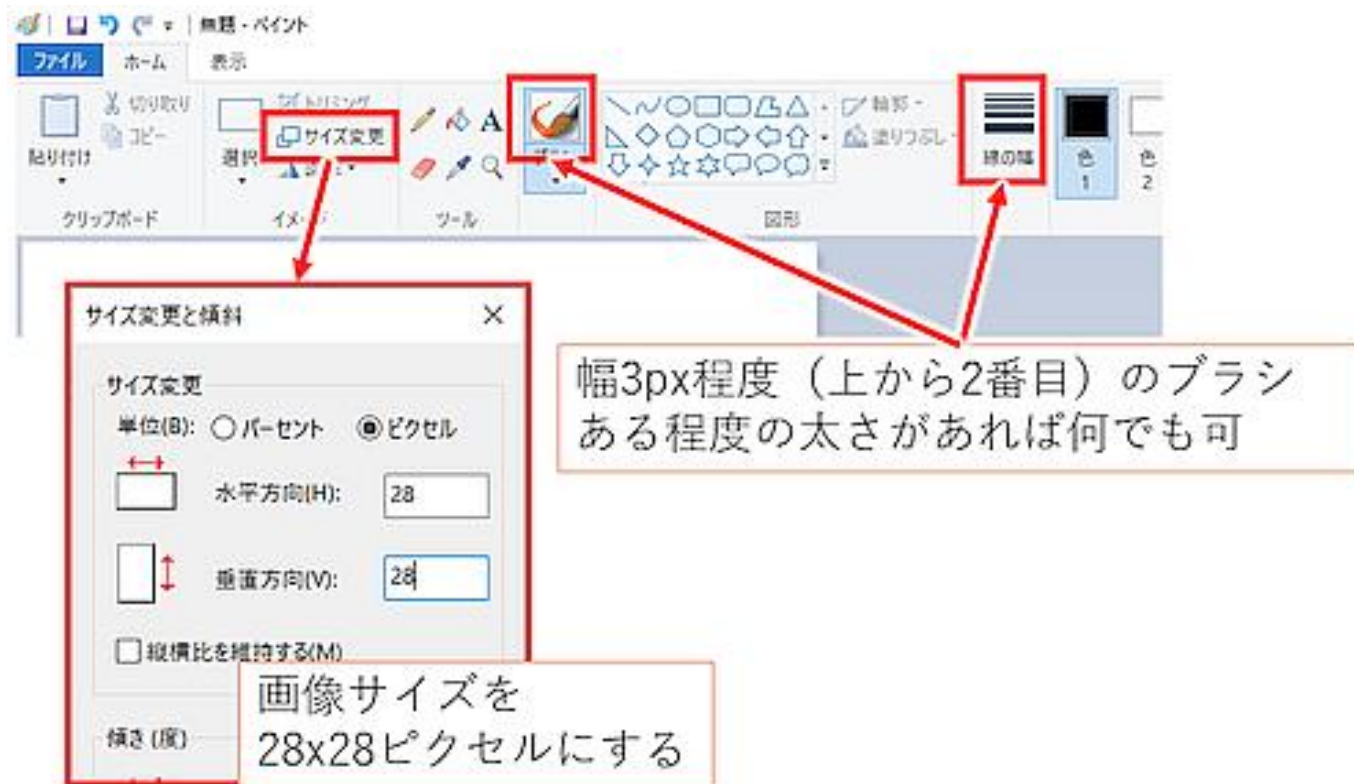 無題 - ペイント
ファイル ホーム 表示
切り取り
コピー
貼り付け
クリップボード
トリミング
サイズ変更
選択
ツール
A
図形
輪郭
塗りつぶし
線の幅
色
1
色
2
サイズ変更と傾斜
サイズ変更
単位(B): パーセント ピクセル
水平方向(H): 28
垂直方向(V): 28
縦横比を維持する(M)
傾き (度)
幅3px程度（上から2番目）のブラシ
ある程度の太さがあれば何でも可
画像サイズを
28x28ピクセルにする